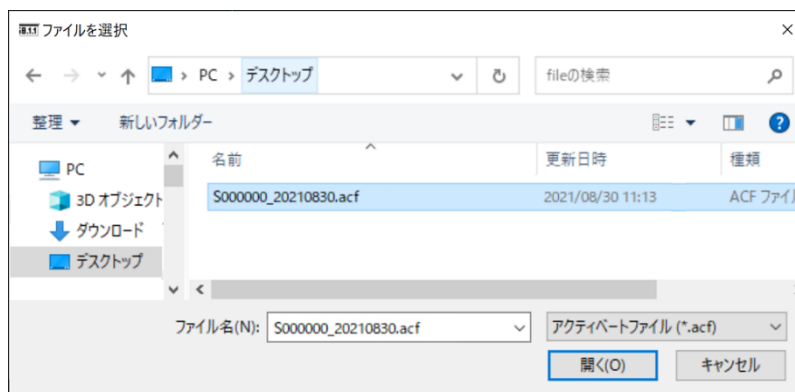 ファイルを選択
PC › デスクトップ
fileの検索
整理 新しいフォルダー
名前 更新日時 種類
PC
3D オブジェクト
ダウンロード
デスクトップ
S000000_20210830.acf 2021/08/30 11:13 ACF ファイル
ファイル名(N): S000000_20210830.acf アクティベートファイル (*.acf)
開く(O) キャンセル